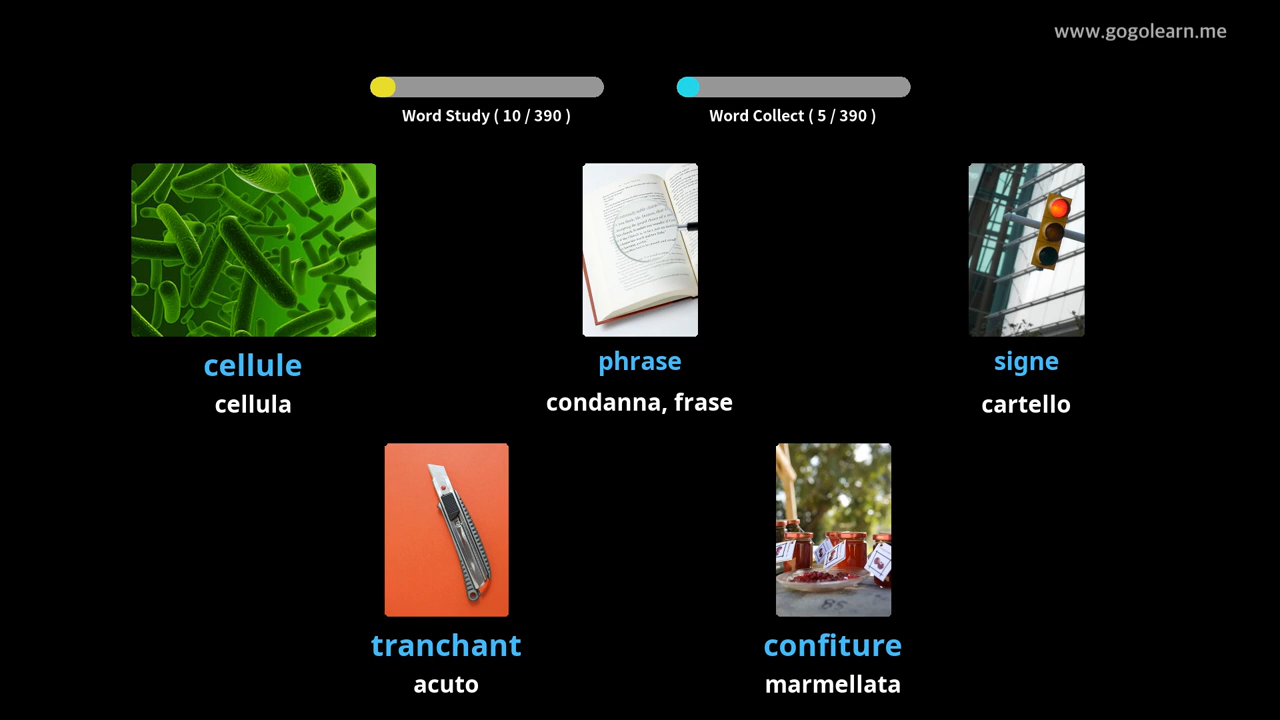 www.gogolearn.me
Word Study ( 10 / 390 )
Word Collect ( 5 / 390 )
cellule
cellula
phrase
condanna, frase
signe
cartello
tranchant
acuto
confiture
marmellata